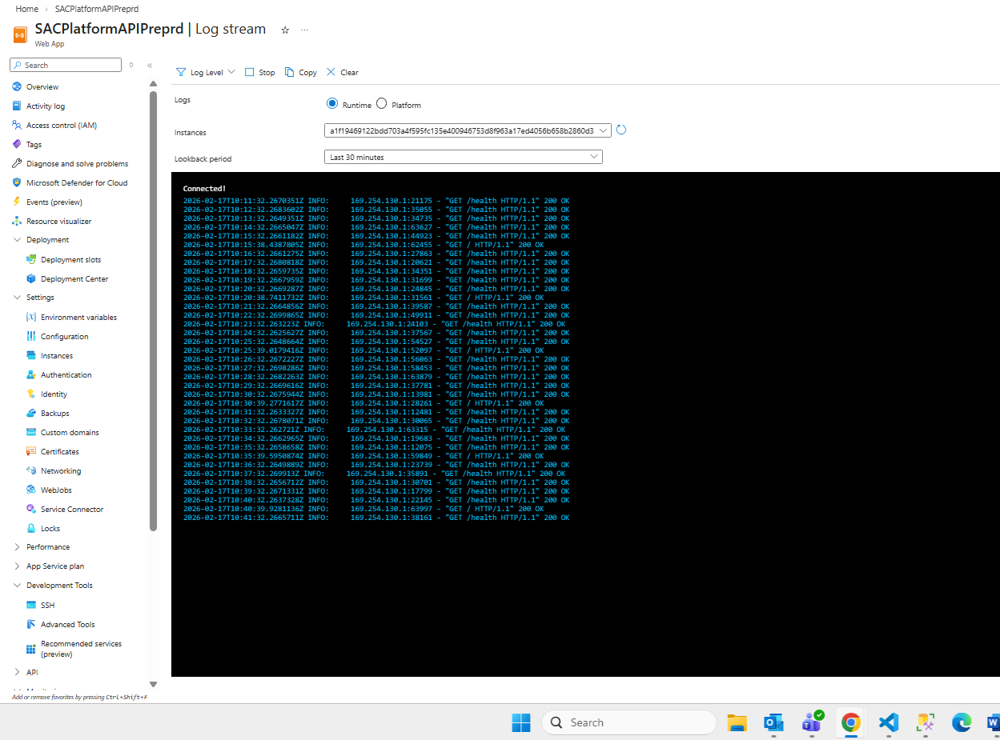 Home › SACPlatformAPIPreprd
SACPlatformAPIPreprd | Log stream ☆ ...
Web App
Search
Overview
Activity log
Access control (IAM)
Tags
Diagnose and solve problems
Microsoft Defender for Cloud
Events (preview)
Resource visualizer
Deployment
Deployment slots
Deployment Center
Settings
Environment variables
Configuration
Instances
Authentication
Identity
Backups
Custom domains
Certificates
Networking
WebJobs
Service Connector
Locks
Performance
App Service plan
Development Tools
SSH
Advanced Tools
Recommended services
(preview)
API
Add or remove favorites by pressing Ctrl+Shift+F
Log Level Stop Copy Clear
Logs Runtime Platform
Instances a1f19469122bdd703a4f595fc135e400946753d8f963a17ed4056b658b2860d3
Lookback period Last 30 minutes
Connected!
2026-02-17T10:11:32.2670351Z INFO: 169.254.130.1:21175 - "GET /health HTTP/1.1" 200 OK
2026-02-17T10:12:32.2683602Z INFO: 169.254.130.1:35055 - "GET /health HTTP/1.1" 200 OK
2026-02-17T10:13:32.2649351Z INFO: 169.254.130.1:34735 - "GET /health HTTP/1.1" 200 OK
2026-02-17T10:14:32.2665047Z INFO: 169.254.130.1:63627 - "GET /health HTTP/1.1" 200 OK
2026-02-17T10:15:32.2661182Z INFO: 169.254.130.1:44923 - "GET /health HTTP/1.1" 200 OK
2026-02-17T10:15:38.4387805Z INFO: 169.254.130.1:62455 - "GET / HTTP/1.1" 200 OK
2026-02-17T10:16:32.2661275Z INFO: 169.254.130.1:27863 - "GET /health HTTP/1.1" 200 OK
2026-02-17T10:17:32.2680818Z INFO: 169.254.130.1:20621 - "GET /health HTTP/1.1" 200 OK
2026-02-17T10:18:32.2659735Z INFO: 169.254.130.1:34351 - "GET /health HTTP/1.1" 200 OK
2026-02-17T10:19:32.2667959Z INFO: 169.254.130.1:31699 - "GET /health HTTP/1.1" 200 OK
2026-02-17T10:20:32.2669287Z INFO: 169.254.130.1:24845 - "GET /health HTTP/1.1" 200 OK
2026-02-17T10:20:38.7411732Z INFO: 169.254.130.1:31561 - "GET / HTTP/1.1" 200 OK
2026-02-17T10:21:32.2664856Z INFO: 169.254.130.1:39587 - "GET /health HTTP/1.1" 200 OK
2026-02-17T10:22:32.2699865Z INFO: 169.254.130.1:49911 - "GET /health HTTP/1.1" 200 OK
2026-02-17T10:23:32.263223Z INFO: 169.254.130.1:24103 - "GET /health HTTP/1.1" 200 OK
2026-02-17T10:24:32.2625627Z INFO: 169.254.130.1:37567 - "GET /health HTTP/1.1" 200 OK
2026-02-17T10:25:32.2648664Z INFO: 169.254.130.1:54527 - "GET /health HTTP/1.1" 200 OK
2026-02-17T10:25:39.0179416Z INFO: 169.254.130.1:52097 - "GET / HTTP/1.1" 200 OK
2026-02-17T10:26:32.2672227Z INFO: 169.254.130.1:56063 - "GET /health HTTP/1.1" 200 OK
2026-02-17T10:27:32.2698286Z INFO: 169.254.130.1:58453 - "GET /health HTTP/1.1" 200 OK
2026-02-17T10:28:32.2682263Z INFO: 169.254.130.1:63879 - "GET /health HTTP/1.1" 200 OK
2026-02-17T10:29:32.2669616Z INFO: 169.254.130.1:37781 - "GET /health HTTP/1.1" 200 OK
2026-02-17T10:30:32.2675944Z INFO: 169.254.130.1:13981 - "GET /health HTTP/1.1" 200 OK
2026-02-17T10:30:39.2771617Z INFO: 169.254.130.1:28261 - "GET / HTTP/1.1" 200 OK
2026-02-17T10:31:32.2633327Z INFO: 169.254.130.1:12481 - "GET /health HTTP/1.1" 200 OK
2026-02-17T10:32:32.2678071Z INFO: 169.254.130.1:30065 - "GET /health HTTP/1.1" 200 OK
2026-02-17T10:33:32.262721Z INFO: 169.254.130.1:63315 - "GET /health HTTP/1.1" 200 OK
2026-02-17T10:34:32.2662965Z INFO: 169.254.130.1:19683 - "GET /health HTTP/1.1" 200 OK
2026-02-17T10:35:32.2658658Z INFO: 169.254.130.1:12075 - "GET /health HTTP/1.1" 200 OK
2026-02-17T10:35:39.5950874Z INFO: 169.254.130.1:59849 - "GET / HTTP/1.1" 200 OK
2026-02-17T10:36:32.2649889Z INFO: 169.254.130.1:23739 - "GET /health HTTP/1.1" 200 OK
2026-02-17T10:37:32.269913Z INFO: 169.254.130.1:35891 - "GET /health HTTP/1.1" 200 OK
2026-02-17T10:38:32.2656712Z INFO: 169.254.130.1:30701 - "GET /health HTTP/1.1" 200 OK
2026-02-17T10:39:32.2671331Z INFO: 169.254.130.1:17799 - "GET /health HTTP/1.1" 200 OK
2026-02-17T10:40:32.2637328Z INFO: 169.254.130.1:22145 - "GET /health HTTP/1.1" 200 OK
2026-02-17T10:40:39.9281136Z INFO: 169.254.130.1:63997 - "GET / HTTP/1.1" 200 OK
2026-02-17T10:41:32.2665711Z INFO: 169.254.130.1:38161 - "GET /health HTTP/1.1" 200 OK
Search